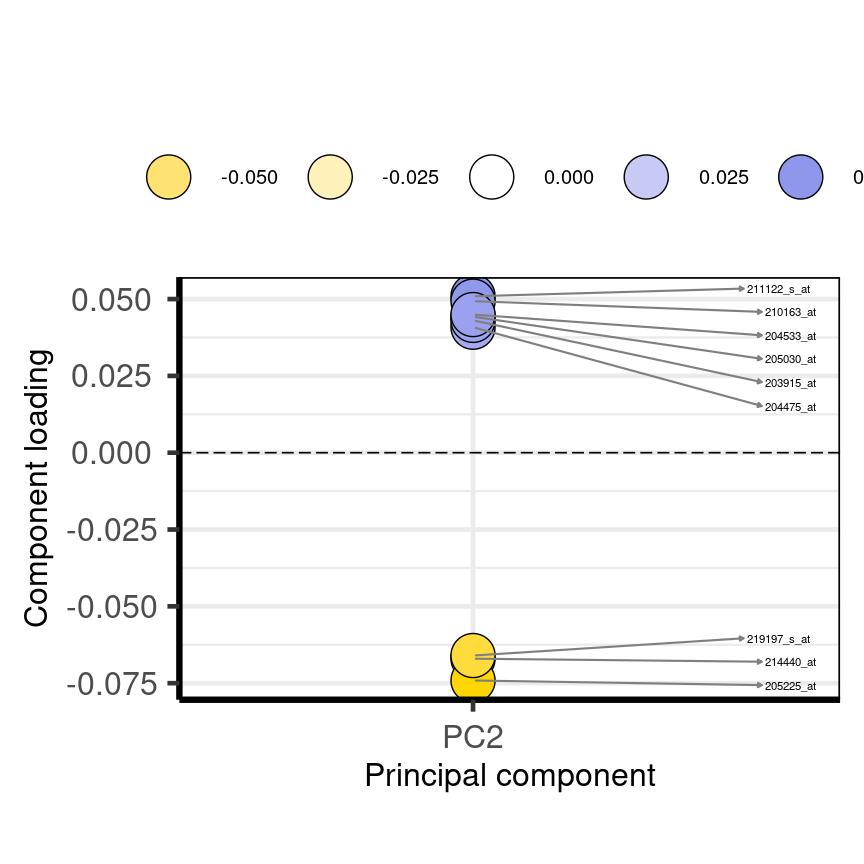 -0.050 -0.025 0.000 0.025 0
0.050
0.025
0.000
-0.025
-0.050
-0.075
Component loading
211122_s_at
210163_at
204533_at
205030_at
203915_at
204475_at
219197_s_at
214440_at
205225_at
PC2
Principal component